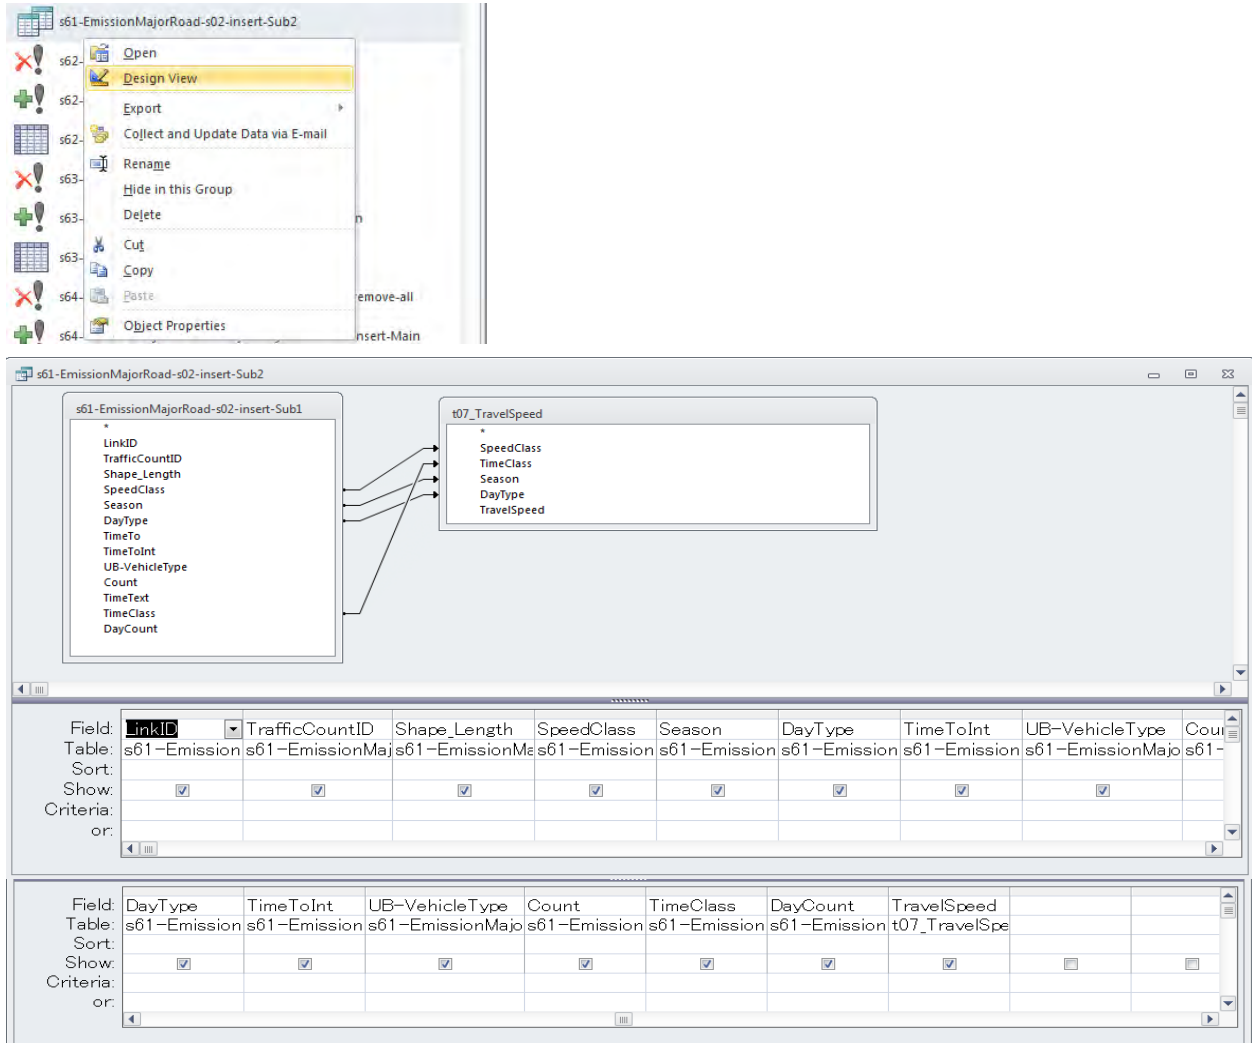 s61-EmissionMajorRoad-s02-insert-Sub2
s62-
Open
Design View
s62-
Export
s62-
Collect and Update Data via E-mail
Rename
s63-
Hide in this Group
s63-
Delete
n
s63-
Cut
Copy
s64-
Paste
emove-all
Object Properties
s64-
nsert-Main
s61-EmissionMajorRoad-s02-insert-Sub2
s61-EmissionMajorRoad-s02-insert-Sub1
*
LinkID
TrafficCountID
Shape_Length
SpeedClass
Season
DayType
TimeTo
TimeToInt
UB-VehicleType
Count
TimeText
TimeClass
DayCount
t07_TravelSpeed
*
SpeedClass
TimeClass
Season
DayType
TravelSpeed
Field: LinkID TrafficCountID Shape_Length SpeedClass Season DayType TimeToInt UB-VehicleType Cour
Table: s61-Emission s61-EmissionMaj s61-EmissionMa s61-Emission s61-Emission s61-Emission s61-Emission s61-EmissionMajo s61-
Sort:
Show:
Criteria:
or:
Field: DayType TimeToInt UB-VehicleType Count TimeClass DayCount TravelSpeed
Table: s61-Emission s61-Emission s61-EmissionMajo s61-Emission s61-Emission s61-Emission t07_TravelSpe
Sort:
Show:
Criteria:
or: